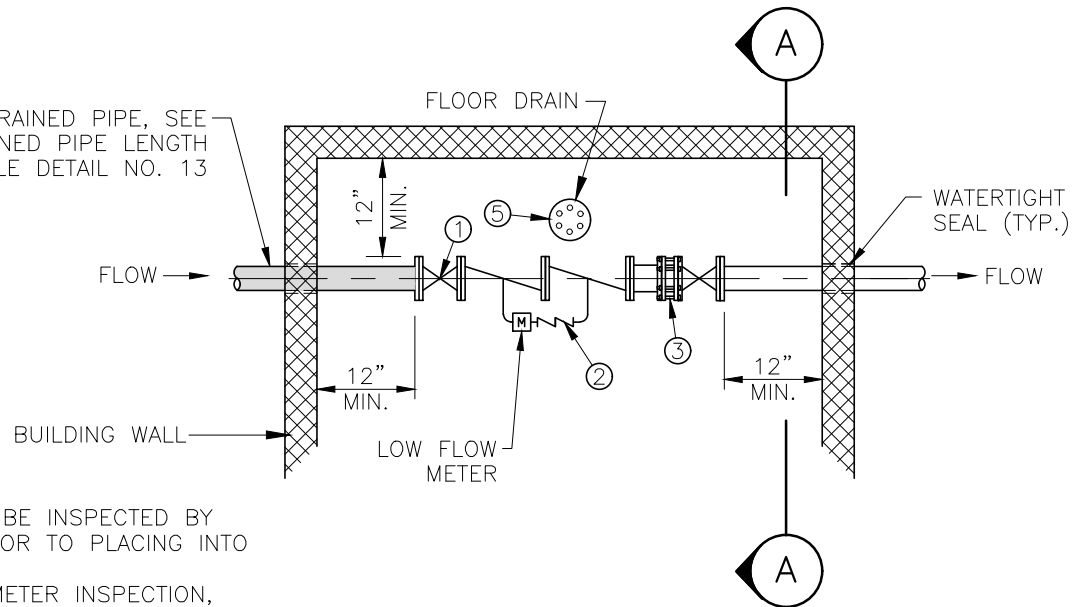 A
FLOOR DRAIN
RAINED PIPE, SEE
NED PIPE LENGTH
LE DETAIL NO. 13
12"
MIN.
5
1
WATERTIGHT
SEAL (TYP.)
FLOW
FLOW
M
2
3
12"
MIN.
12"
MIN.
BUILDING WALL
LOW FLOW
METER
BE INSPECTED BY
OR TO PLACING INTO
METER INSPECTION,
A